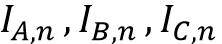 I_{A,n} , I_{B,n} , I_{C,n}